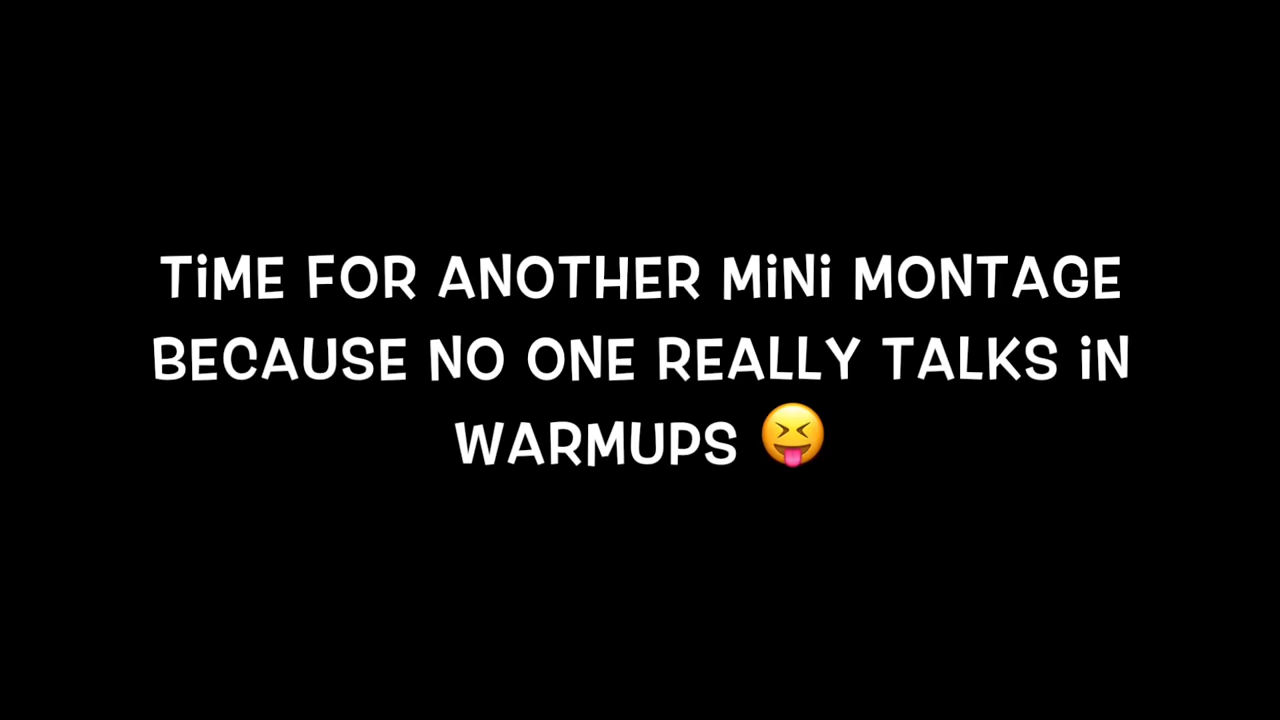 TiME FOR ANOTHER MiNi MONTAGE
BECAUSE NO ONE REALLY TALKS iN
WARMUPS 😝